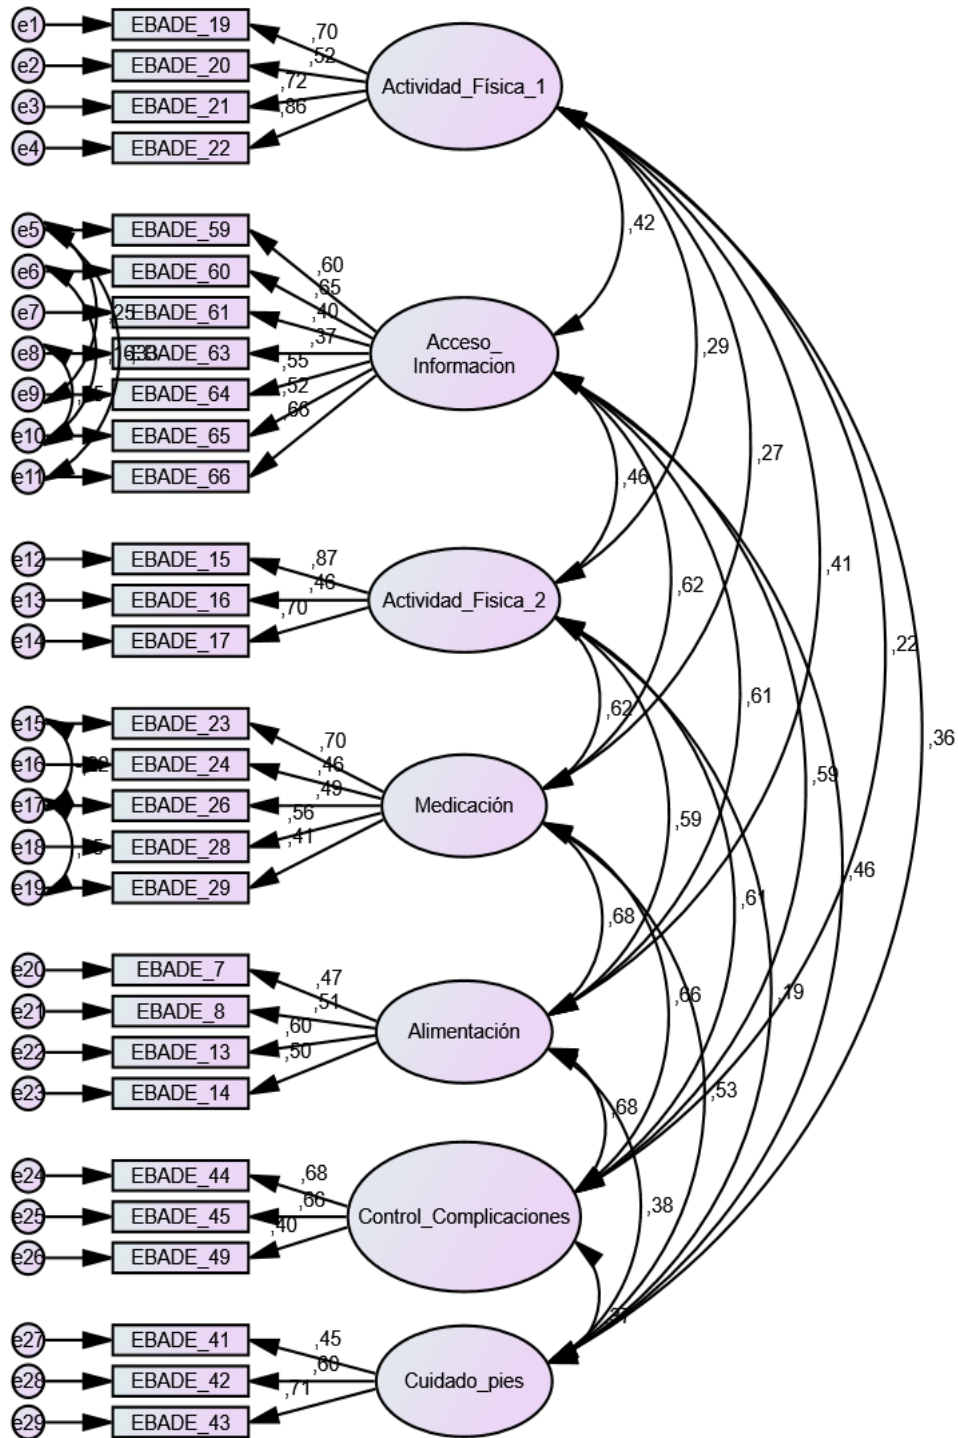 e1 EBADE_19
e2 EBADE_20
e3 EBADE_21
e4 EBADE_22
,70
,52
,72
,86
Actividad_Física_1
e5 EBADE_59
e6 EBADE_60
e7 EBADE_61
e8 EBADE_63
e9 EBADE_64
e10 EBADE_65
e11 EBADE_66
,25
,16
,33
,60
,65
,40
,37
,55
,52
,66
Acceso_
Informacion
e12 EBADE_15
e13 EBADE_16
e14 EBADE_17
,87
,46
,70
Actividad_Fisica_2
e15 EBADE_23
e16 EBADE_24
e17 EBADE_26
e18 EBADE_28
e19 EBADE_29
,70
,46
,49
,56
,41
Medicación
e20 EBADE_7
e21 EBADE_8
e22 EBADE_13
e23 EBADE_14
,47
,51
,60
,50
Alimentación
e24 EBADE_44
e25 EBADE_45
e26 EBADE_49
,68
,66
,40
Control_Complicaciones
e27 EBADE_41
e28 EBADE_42
e29 EBADE_43
,45
,60
,71
Cuidado_pies
,42
,29
,27
,46
,41
,62
,22
,61
,62
,36
,59
,59
,46
,61
,68
,66
,19
,53
,68
,38
,37